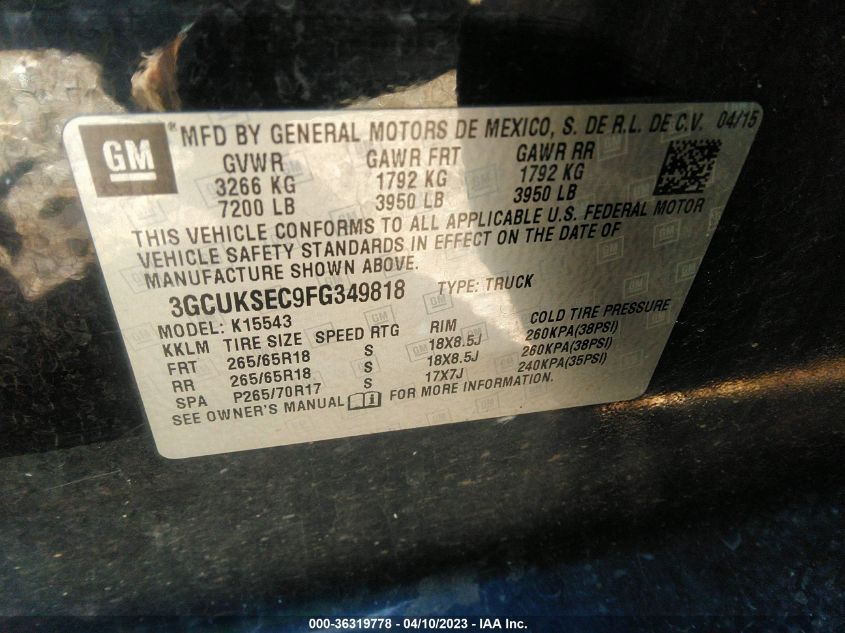 GM ® MFD BY GENERAL MOTORS DE MEXICO, S. DE R.L. DE C.V. 04/15
GVWR GAWR FRT GAWR RR
3266 KG 1792 KG 1792 KG
7200 LB 3950 LB 3950 LB
THIS VEHICLE CONFORMS TO ALL APPLICABLE U.S. FEDERAL MOTOR
VEHICLE SAFETY STANDARDS IN EFFECT ON THE DATE OF
MANUFACTURE SHOWN ABOVE.
3GCUKSEC9FG349818 TYPE: TRUCK
MODEL: K15543
KKLM TIRE SIZE SPEED RTG RIM COLD TIRE PRESSURE
FRT 265/65R18 S 18X8.5J 260KPA(38PSI)
RR 265/65R18 S 18X8.5J 260KPA(38PSI)
SPA P265/70R17 S 17X7J 240KPA(35PSI)
SEE OWNER'S MANUAL FOR MORE INFORMATION.
000-36319778 - 04/10/2023 - IAA Inc.